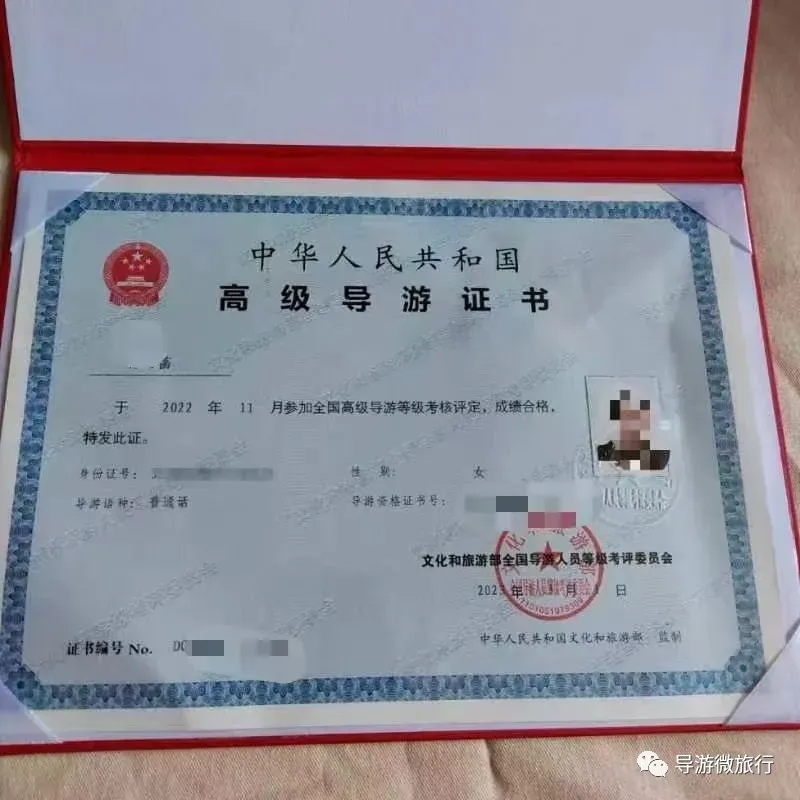 中华人民共和国
高级导游证书
于 2022 年 11 月参加全国高级导游等级考核评定，成绩合格，
特发此证。
身份证号：
性 别： 女
导游语种： 普通话
导游资格证书号：
文化和旅游部全国导游人员等级考评委员会
2023 年 月 日
中华人民共和国文化和旅游部 监制
证书编号 No.
导游微旅行